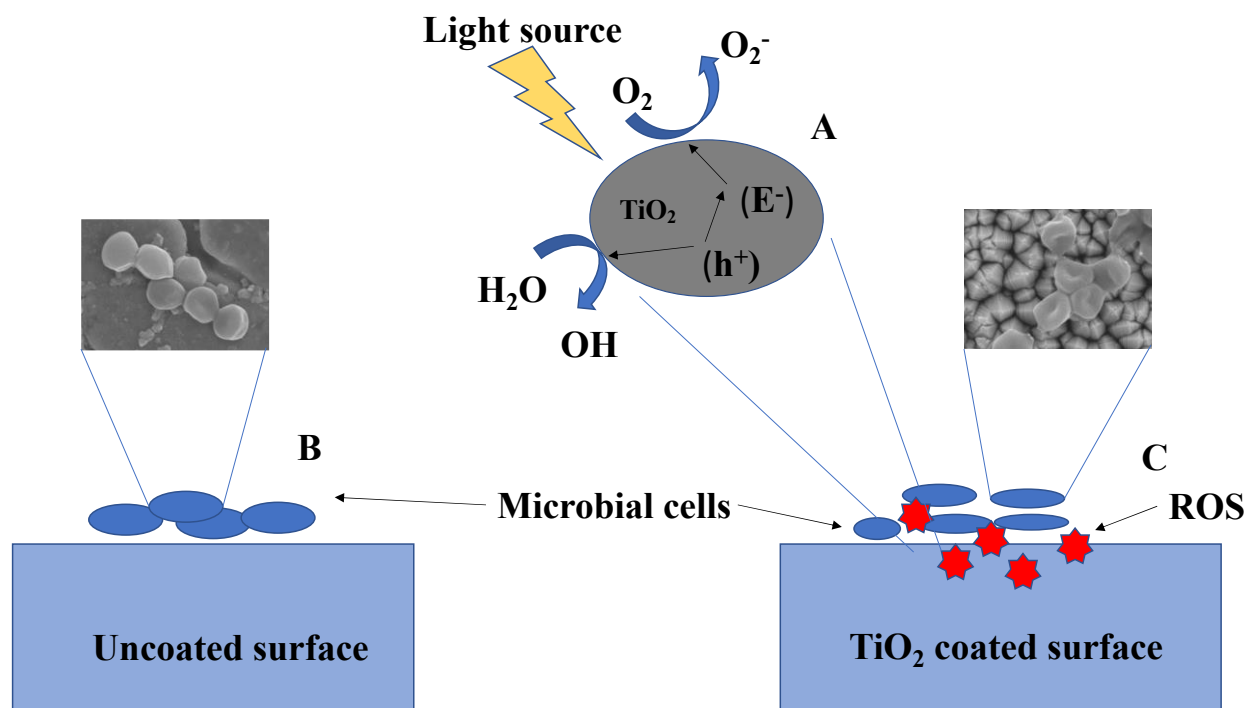 Light source
O₂⁻
O₂
A
TiO₂
(E⁻)
(h⁺)
H₂O
OH
B
C
Microbial cells
ROS
Uncoated surface
TiO₂ coated surface